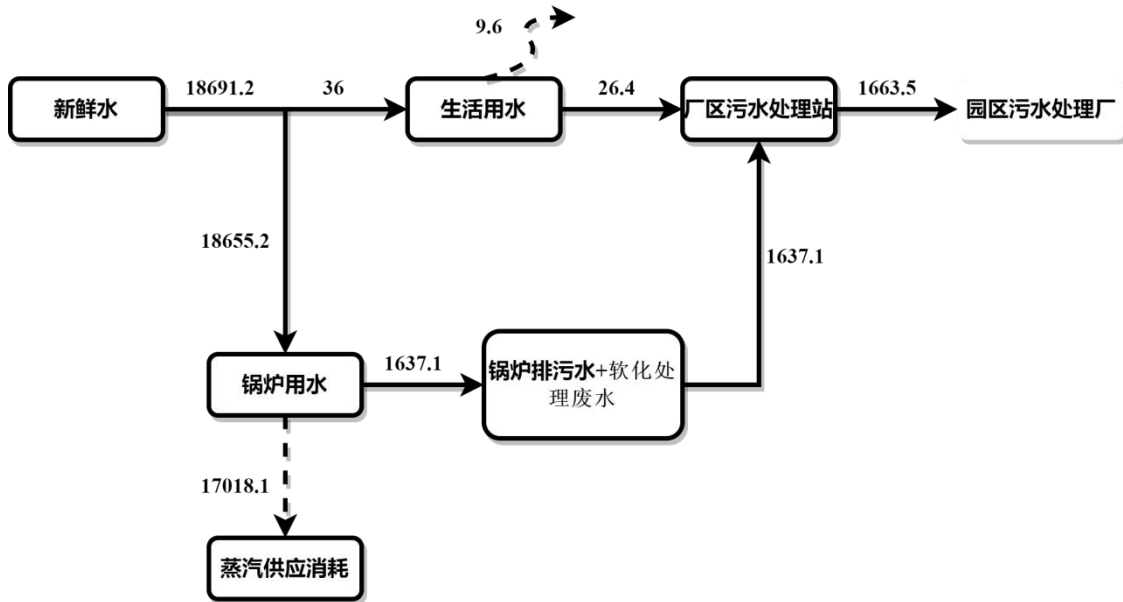 9.6
新鲜水
18691.2
36
生活用水
26.4
厂区污水处理站
1663.5
园区污水处理厂
18655.2
1637.1
锅炉用水
1637.1
锅炉排污水+软化处
理废水
17018.1
蒸汽供应消耗